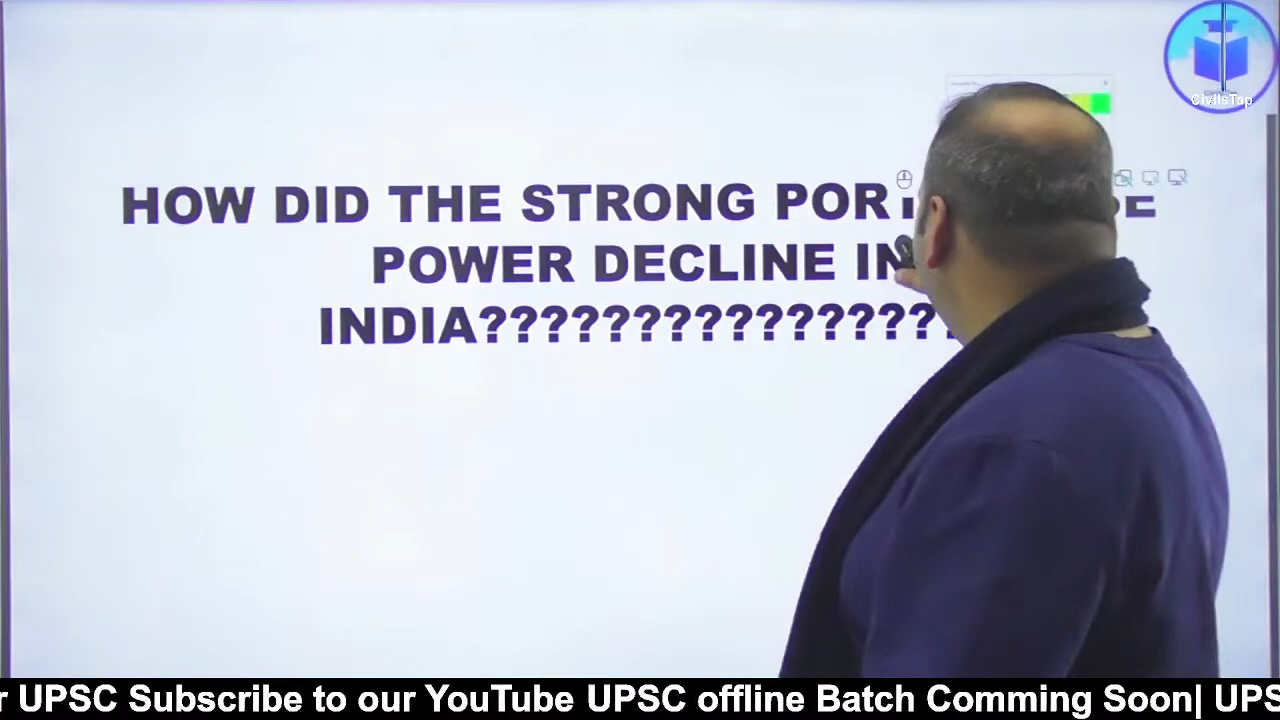 CivilsTap
HOW DID THE STRONG
POWER DECLINE IN
INDIA???????????????
UPSC Subscribe to our YouTube UPSC offline Batch Comming Soon|